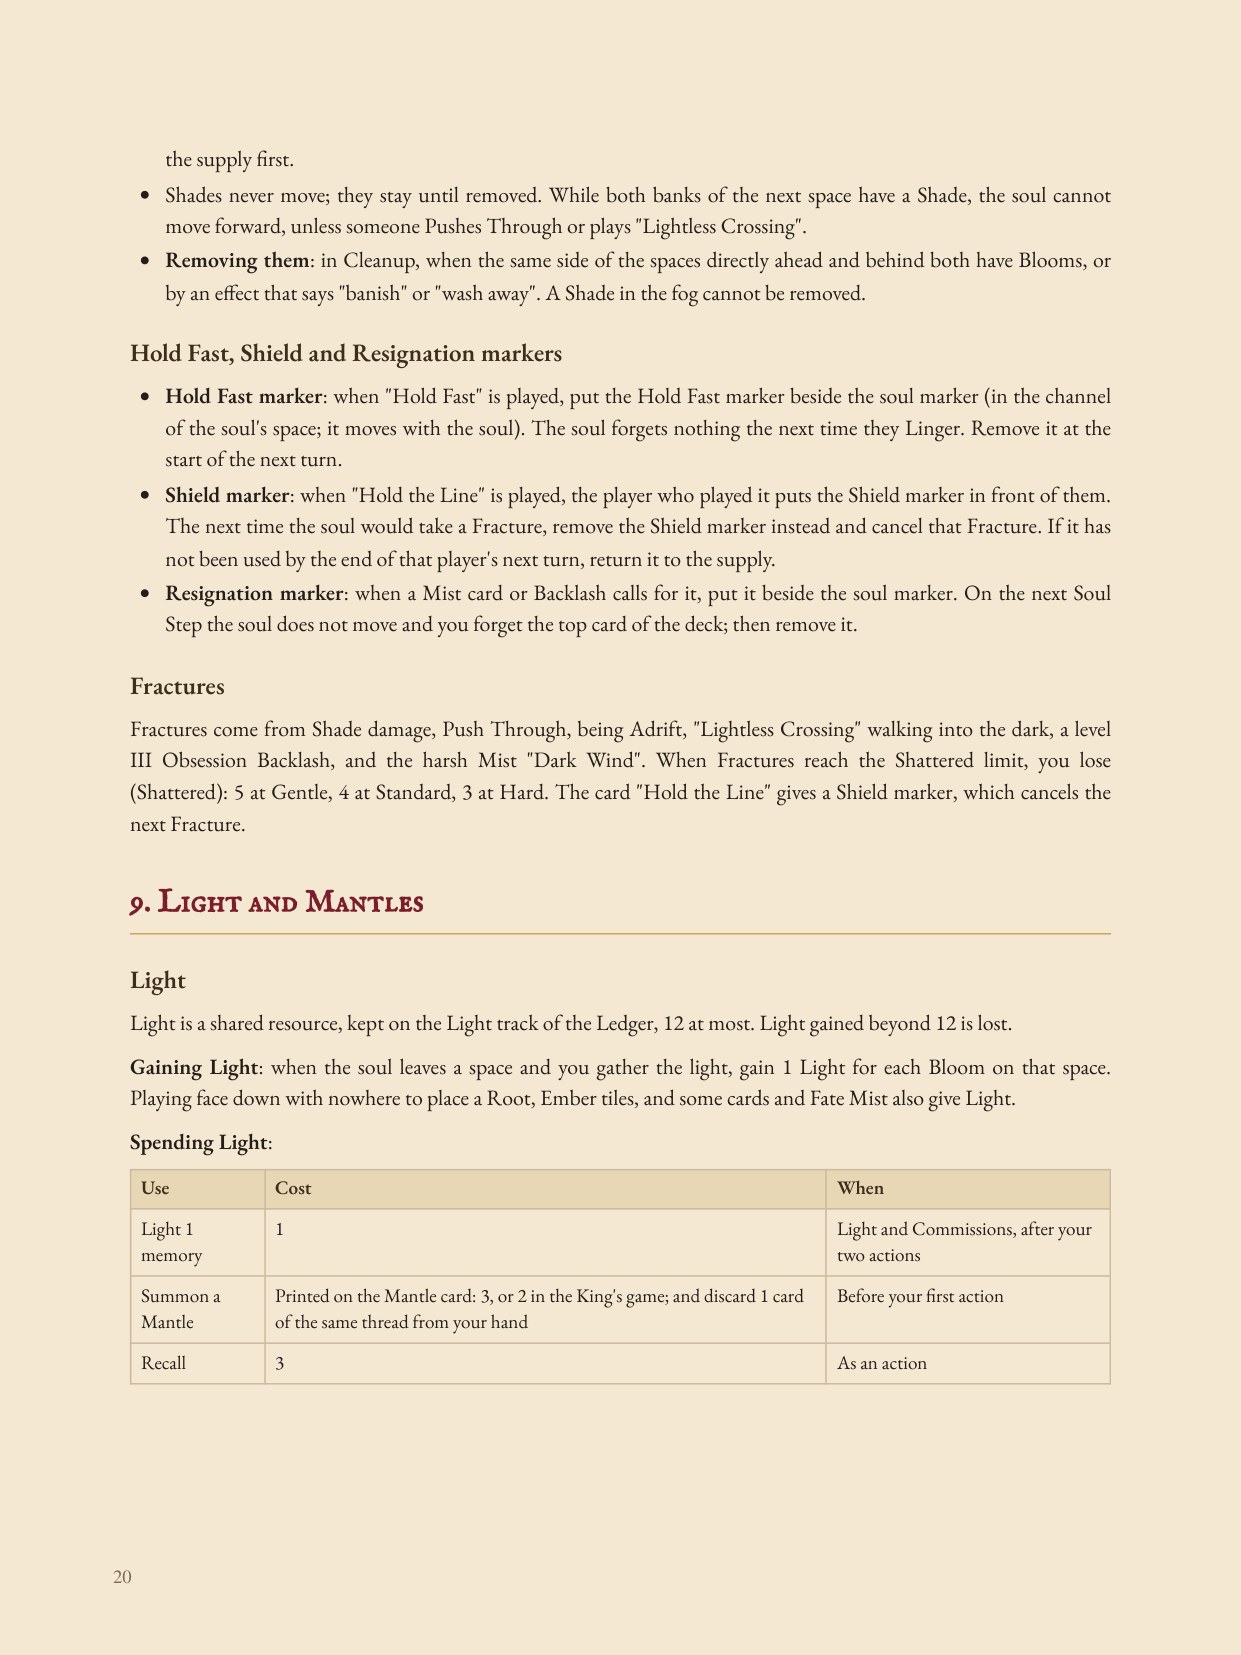 the supply first.
• Shades never move; they stay until removed. While both banks of the next space have a Shade, the soul cannot
move forward, unless someone Pushes Through or plays "Lightless Crossing".
• Removing them: in Cleanup, when the same side of the spaces directly ahead and behind both have Blooms, or
by an effect that says "banish" or "wash away". A Shade in the fog cannot be removed.
Hold Fast, Shield and Resignation markers
• Hold Fast marker: when "Hold Fast" is played, put the Hold Fast marker beside the soul marker (in the channel
of the soul's space; it moves with the soul). The soul forgets nothing the next time they Linger. Remove it at the
start of the next turn.
• Shield marker: when "Hold the Line" is played, the player who played it puts the Shield marker in front of them.
The next time the soul would take a Fracture, remove the Shield marker instead and cancel that Fracture. If it has
not been used by the end of that player's next turn, return it to the supply.
• Resignation marker: when a Mist card or Backlash calls for it, put it beside the soul marker. On the next Soul
Step the soul does not move and you forget the top card of the deck; then remove it.
Fractures
Fractures come from Shade damage, Push Through, being Adrift, "Lightless Crossing" walking into the dark, a level
III Obsession Backlash, and the harsh Mist "Dark Wind". When Fractures reach the Shattered limit, you lose
(Shattered): 5 at Gentle, 4 at Standard, 3 at Hard. The card "Hold the Line" gives a Shield marker, which cancels the
next Fracture.
9. Light and Mantles
Light
Light is a shared resource, kept on the Light track of the Ledger, 12 at most. Light gained beyond 12 is lost.
Gaining Light: when the soul leaves a space and you gather the light, gain 1 Light for each Bloom on that space.
Playing face down with nowhere to place a Root, Ember tiles, and some cards and Fate Mist also give Light.
Spending Light:
Use Cost When
Light 1 1 Light and Commissions, after your
memory two actions
Summon a Printed on the Mantle card: 3, or 2 in the King's game; and discard 1 card Before your first action
Mantle of the same thread from your hand
Recall 3 As an action
20